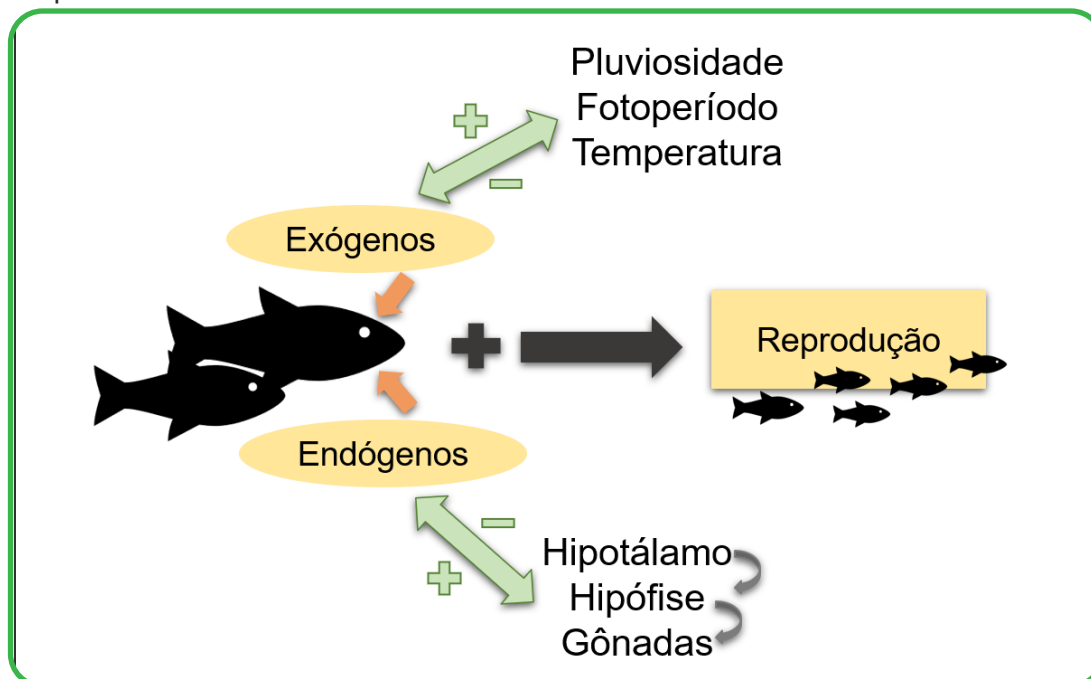 Pluviosidade
Fotoperíodo
Temperatura
Exógenos
Reprodução
Endógenos
Hipotálamo
Hipófise
Gônadas